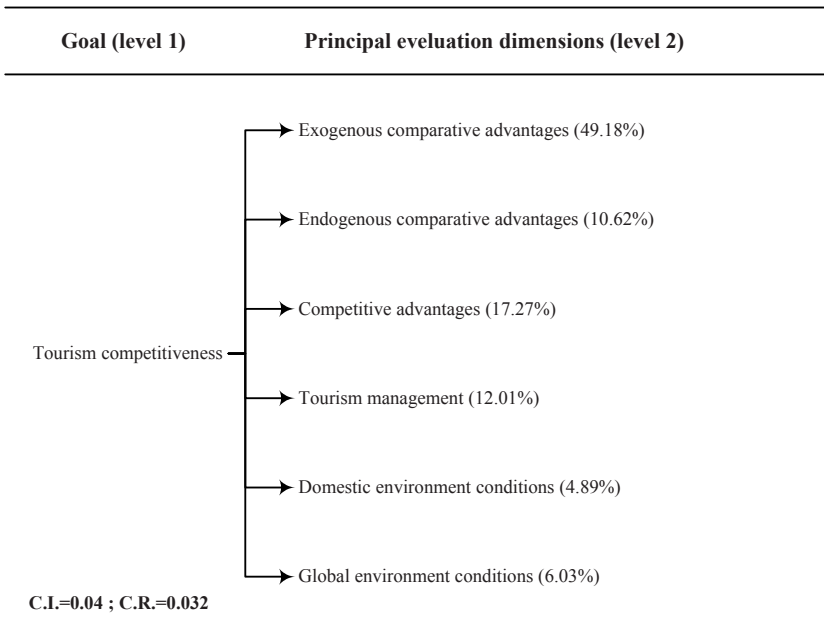 Goal (level 1) Principal eveluation dimensions (level 2)
Exogenous comparative advantages (49.18%)
Endogenous comparative advantages (10.62%)
Competitive advantages (17.27%)
Tourism competitiveness
Tourism management (12.01%)
Domestic environment conditions (4.89%)
Global environment conditions (6.03%)
C.I.=0.04 ; C.R.=0.032